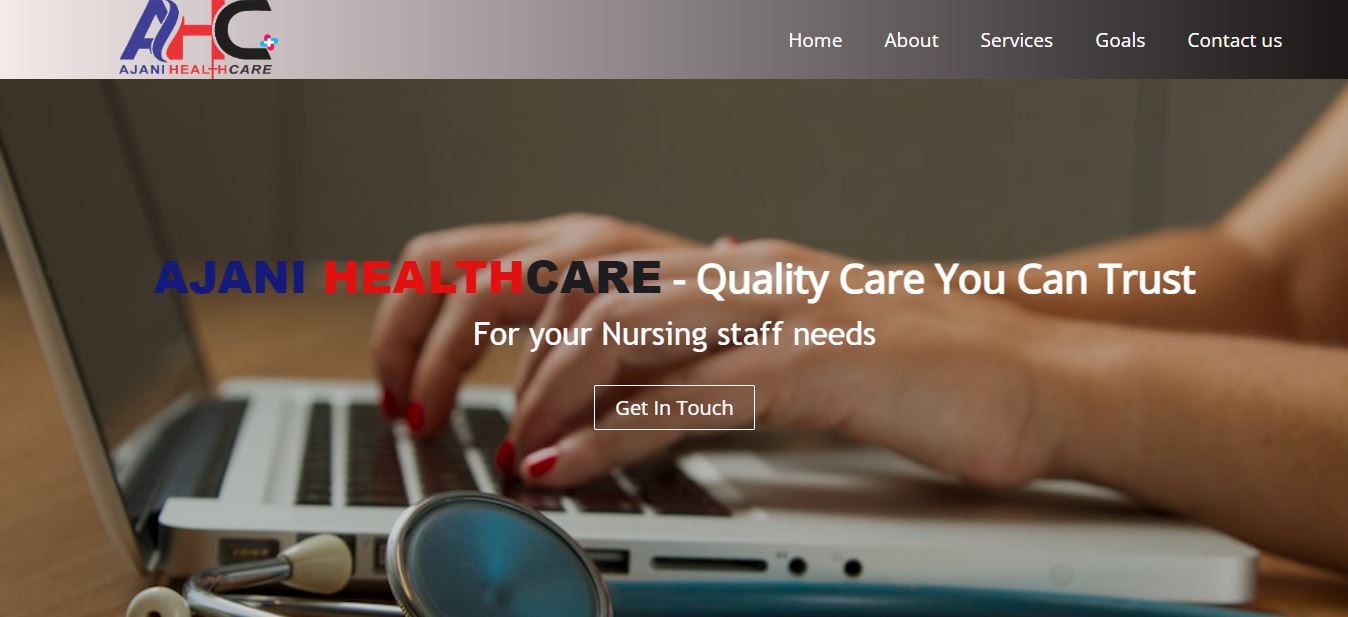 AHC
AJANI HEALTHCARE
Home About Services Goals Contact us
AJANI HEALTHCARE - Quality Care You Can Trust
For your Nursing staff needs
Get In Touch